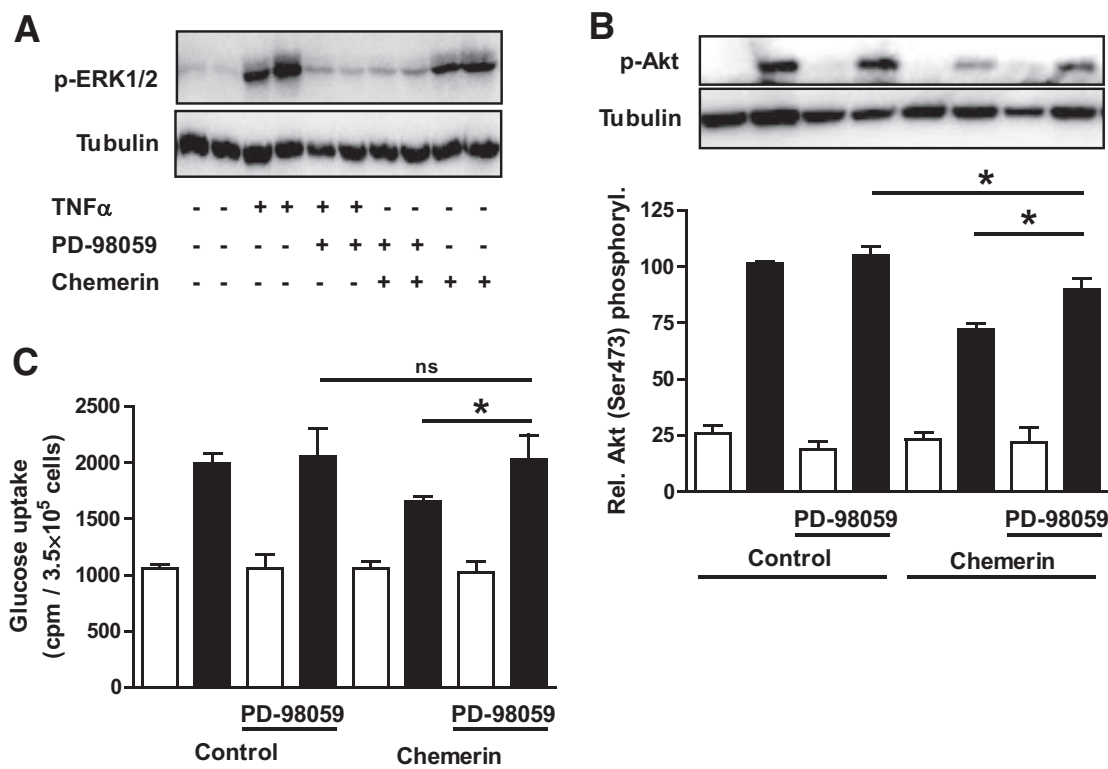 A
p-ERK1/2
Tubulin
TNFα - - + + + + - - - -
PD-98059 - - - - + + + + - -
Chemerin - - - - - - + + + +
B
p-Akt
Tubulin
*
*
Rel. Akt (Ser473) phosphoryl.
125
100
75
50
25
0
PD-98059 PD-98059
Control Chemerin
C
ns
*
Glucose uptake
(cpm / 3.5×10⁵ cells)
2500
2000
1500
1000
500
0
PD-98059 PD-98059
Control Chemerin